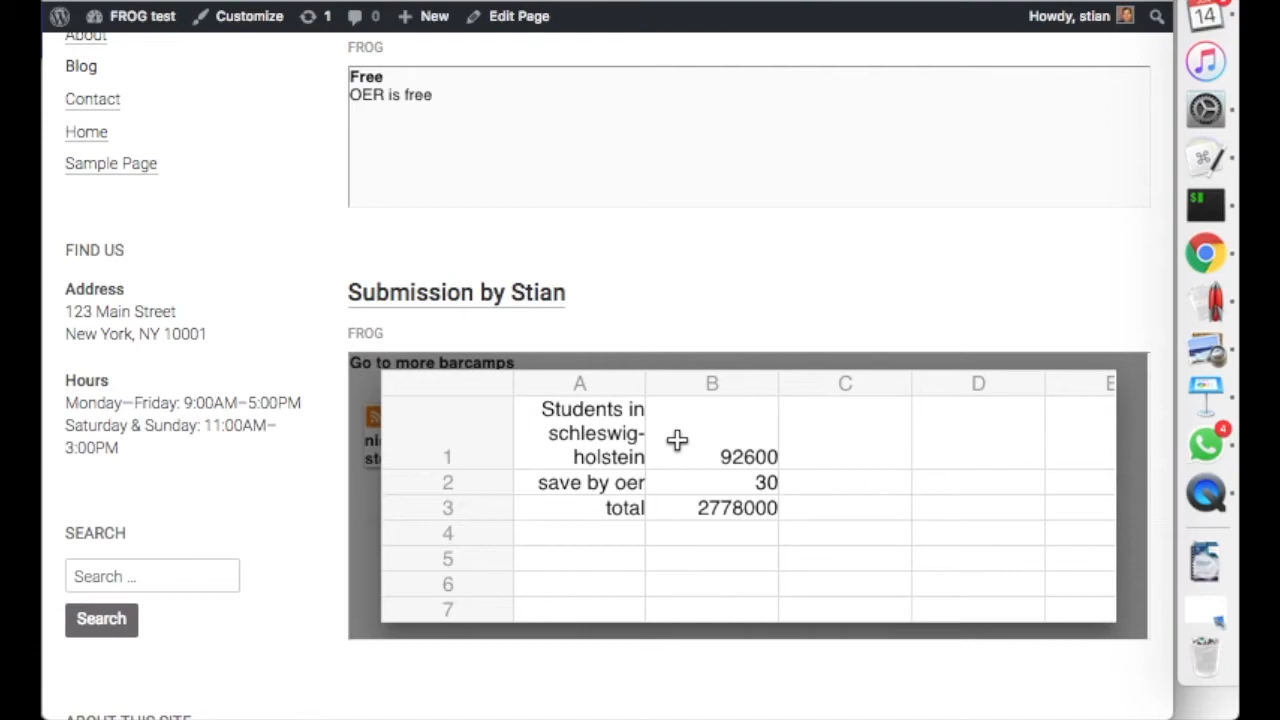 FROG test
Customize
1
0
New
Edit Page
Howdy, stian
14
About
Blog
Contact
Home
Sample Page
FIND US
Address
123 Main Street
New York, NY 10001
Hours
Monday—Friday: 9:00AM–5:00PM
Saturday & Sunday: 11:00AM–
3:00PM
SEARCH
Search ...
Search
ABOUT THIS SITE
FROG
Free
OER is free
Submission by Stian
FROG
Go to more barcamps
A B C D E
Students in
schleswig-
1 holstein 92600
2 save by oer 30
3 total 2778000
4
5
6
7
4